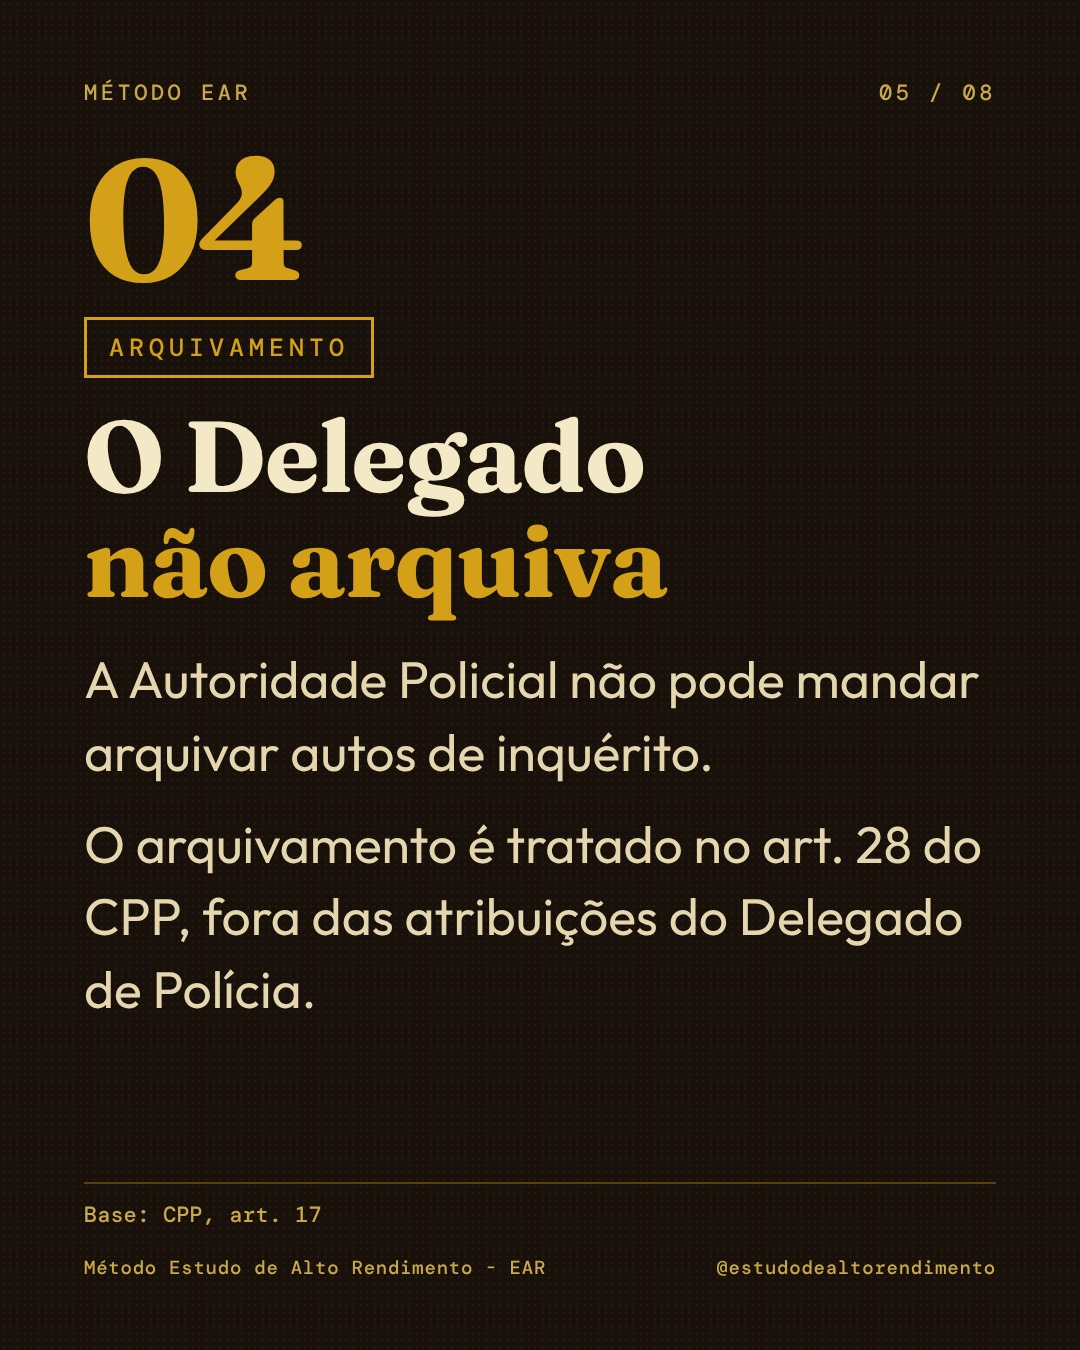 MÉTODO EAR
05 / 08
04
ARQUIVAMENTO
O Delegado
não arquiva
A Autoridade Policial não pode mandar
arquivar autos de inquérito.
O arquivamento é tratado no art. 28 do
CPP, fora das atribuições do Delegado
de Polícia.
Base: CPP, art. 17
Método Estudo de Alto Rendimento - EAR
@estudodealtorendimento